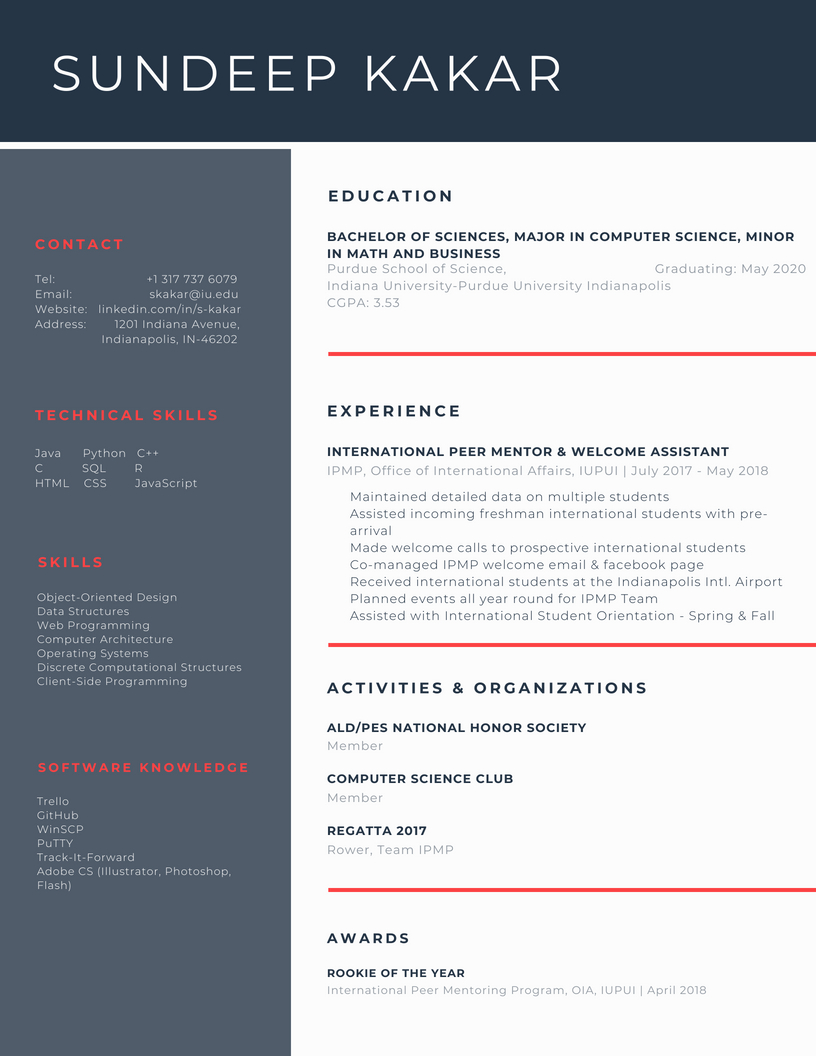 SUNDEEP KAKAR
CONTACT
Tel: +1 317 737 6079
Email: skakar@iu.edu
Website: linkedin.com/in/s-kakar
Address: 1201 Indiana Avenue,
Indianapolis, IN-46202
TECHNICAL SKILLS
Java Python C++
C SQL R
HTML CSS JavaScript
SKILLS
Object-Oriented Design
Data Structures
Web Programming
Computer Architecture
Operating Systems
Discrete Computational Structures
Client-Side Programming
SOFTWARE KNOWLEDGE
Trello
GitHub
WinSCP
PuTTY
Track-It-Forward
Adobe CS (Illustrator, Photoshop,
Flash)
EDUCATION
BACHELOR OF SCIENCES, MAJOR IN COMPUTER SCIENCE, MINOR
IN MATH AND BUSINESS
Purdue School of Science, Graduating: May 2020
Indiana University-Purdue University Indianapolis
CGPA: 3.53
EXPERIENCE
INTERNATIONAL PEER MENTOR & WELCOME ASSISTANT
IPMP, Office of International Affairs, IUPUI | July 2017 - May 2018
Maintained detailed data on multiple students
Assisted incoming freshman international students with pre-
arrival
Made welcome calls to prospective international students
Co-managed IPMP welcome email & facebook page
Received international students at the Indianapolis Intl. Airport
Planned events all year round for IPMP Team
Assisted with International Student Orientation - Spring & Fall
ACTIVITIES & ORGANIZATIONS
ALD/PES NATIONAL HONOR SOCIETY
Member
COMPUTER SCIENCE CLUB
Member
REGATTA 2017
Rower, Team IPMP
AWARDS
ROOKIE OF THE YEAR
International Peer Mentoring Program, OIA, IUPUI | April 2018